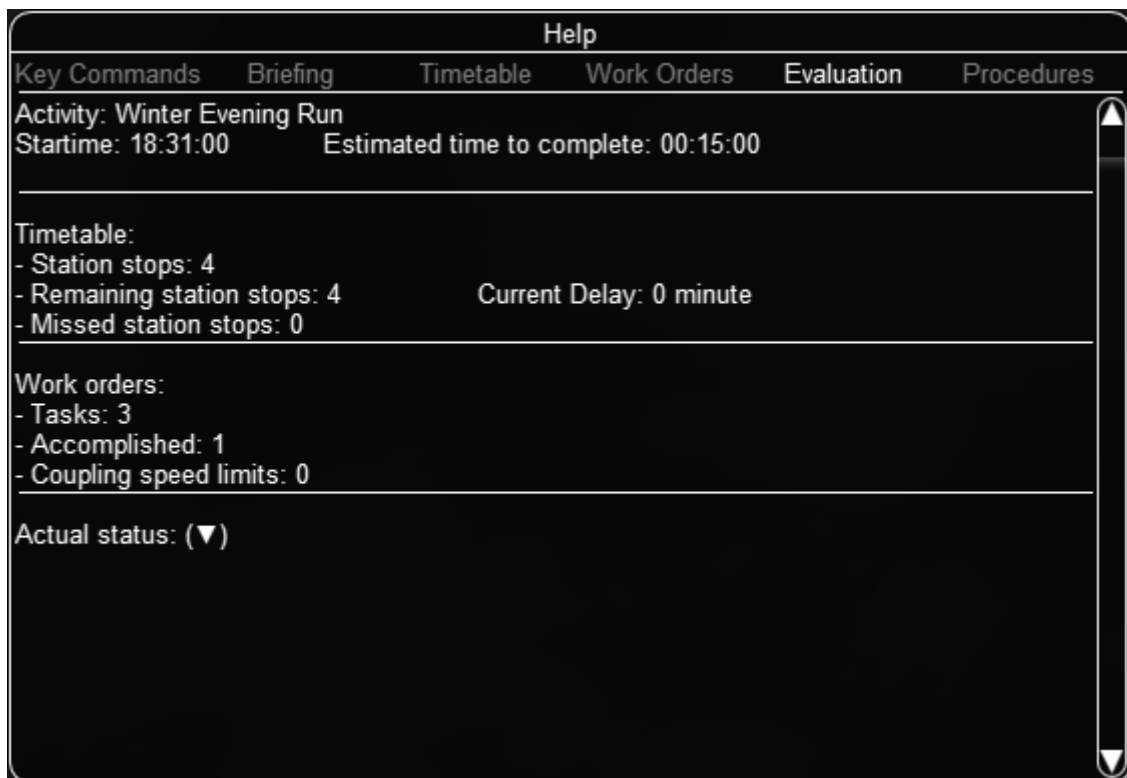 Help
Key Commands Briefing Timetable Work Orders Evaluation Procedures
Activity: Winter Evening Run
Startime: 18:31:00 Estimated time to complete: 00:15:00
Timetable:
- Station stops: 4
- Remaining station stops: 4 Current Delay: 0 minute
- Missed station stops: 0
Work orders:
- Tasks: 3
- Accomplished: 1
- Coupling speed limits: 0
Actual status: (▼)